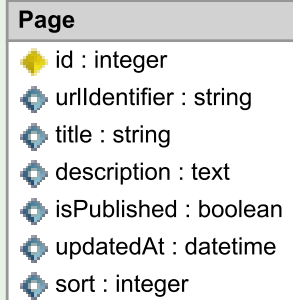 Page
id : integer
urlIdentifier : string
title : string
description : text
isPublished : boolean
updatedAt : datetime
sort : integer